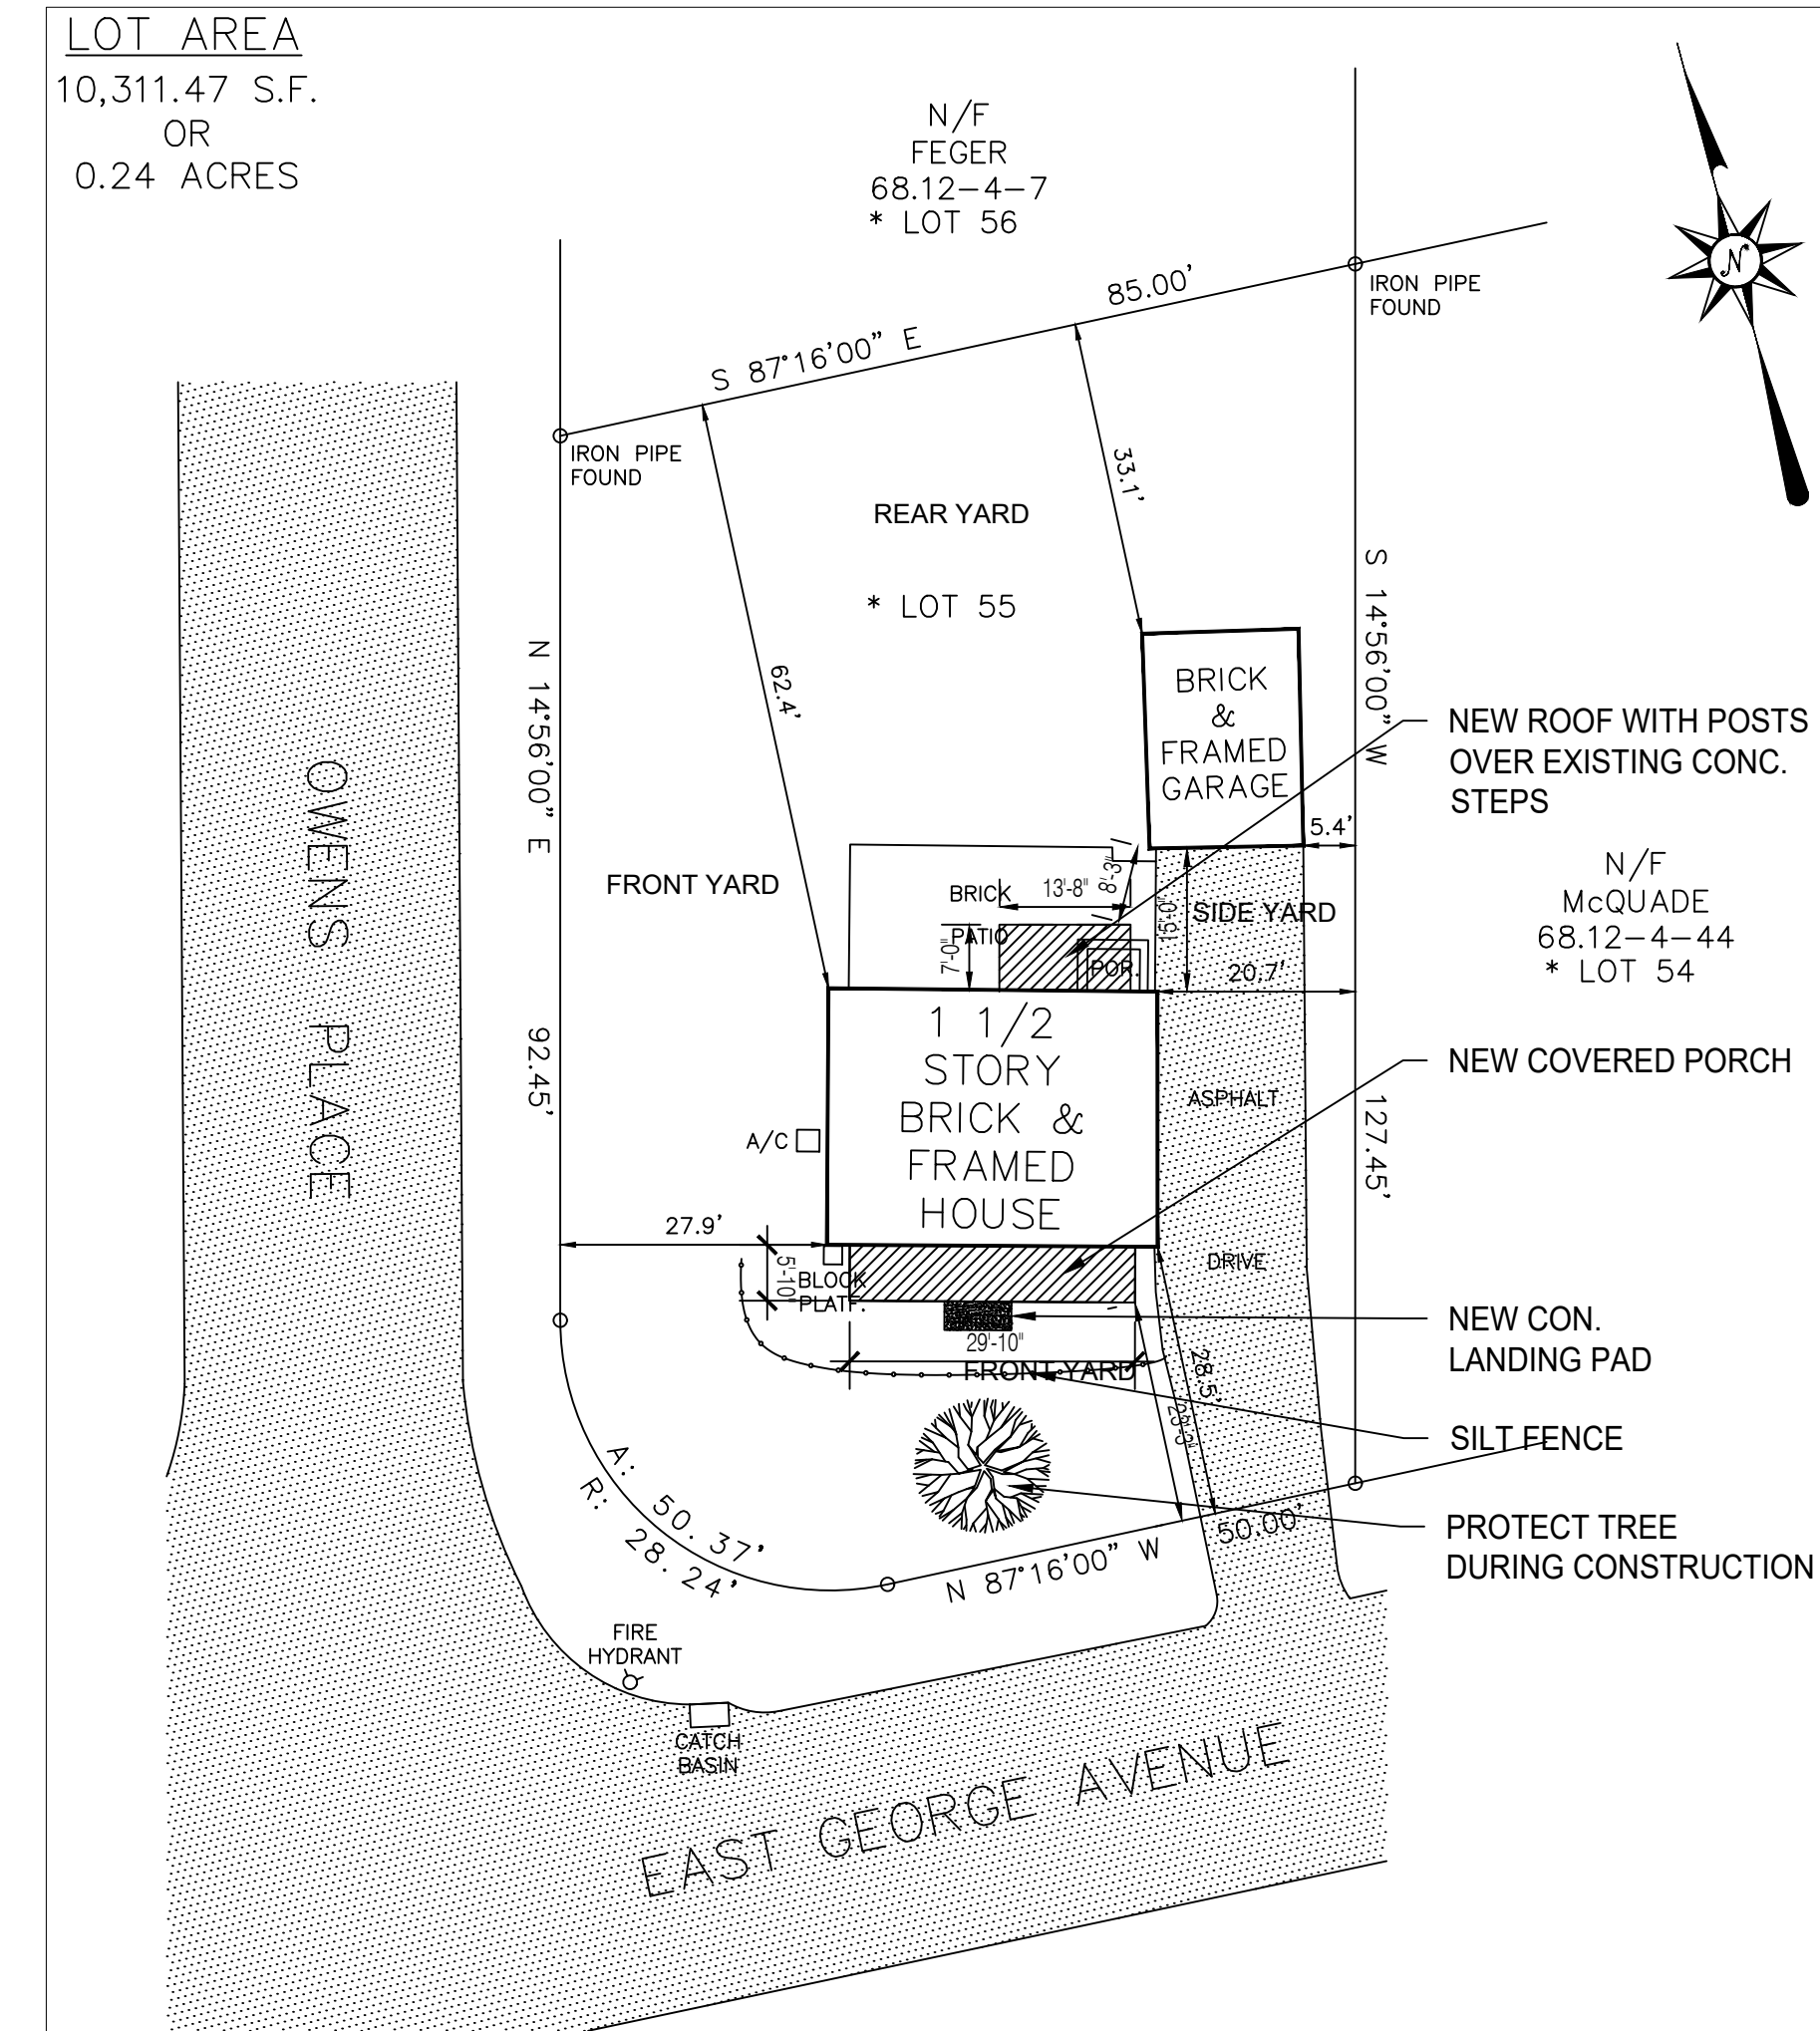 LOT AREA
10,311.47 S.F.
OR
0.24 ACRES
N/F
FEGER
68.12-4-7
* LOT 56
85.00'
S 87°16'00" E
IRON PIPE
FOUND
IRON PIPE
FOUND
N
33.1'
REAR YARD
* LOT 55
62.4'
S 14°56'00" W
127.45'
N 14°56'00" E
92.45'
OWENS PLACE
BRICK
&
FRAMED
GARAGE
5.4'
NEW ROOF WITH POSTS
OVER EXISTING CONC.
STEPS
N/F
McQUADE
68.12-4-44
* LOT 54
FRONT YARD
BRICK
PATIO
13'-8"
8'-3"
7'-0"
POR.
15'-0"
SIDE YARD
20.7'
1 1/2
STORY
BRICK &
FRAMED
HOUSE
A/C
ASPHALT
DRIVE
NEW COVERED PORCH
27.9'
5'-10"
BLOCK
PLATF.
29'-10"
FRONT YARD
28.5'
23'-3"
NEW CON.
LANDING PAD
SILT FENCE
PROTECT TREE
DURING CONSTRUCTION
A: 50.37'
R: 28.24'
N 87°16'00" W
50.00'
FIRE
HYDRANT
CATCH
BASIN
EAST GEORGE AVENUE